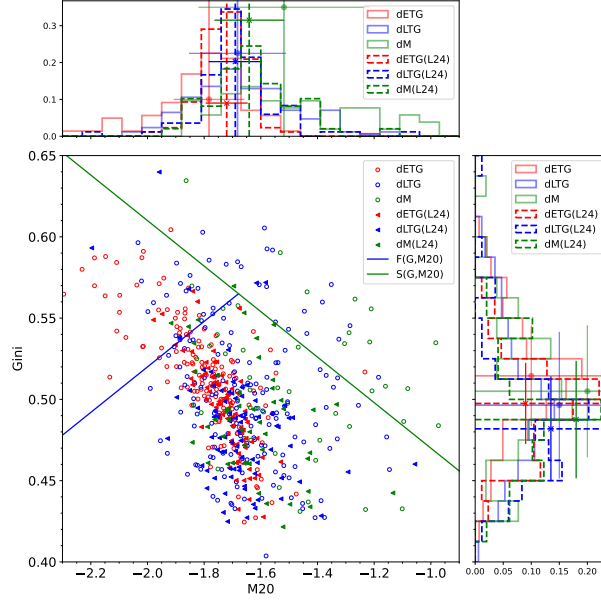 0.3
0.2
0.1
0.0
dETG
dLTG
dM
dETG(L24)
dLTG(L24)
dM(L24)
0.65
0.60
0.55
0.50
0.45
0.40
Gini
dETG
dLTG
dM
dETG(L24)
dLTG(L24)
dM(L24)
F(G,M20)
S(G,M20)
−2.2 −2.0 −1.8 −1.6 −1.4 −1.2 −1.0
M20
dETG
dLTG
dM
dETG(L24)
dLTG(L24)
dM(L24)
0.00 0.05 0.10 0.15 0.20